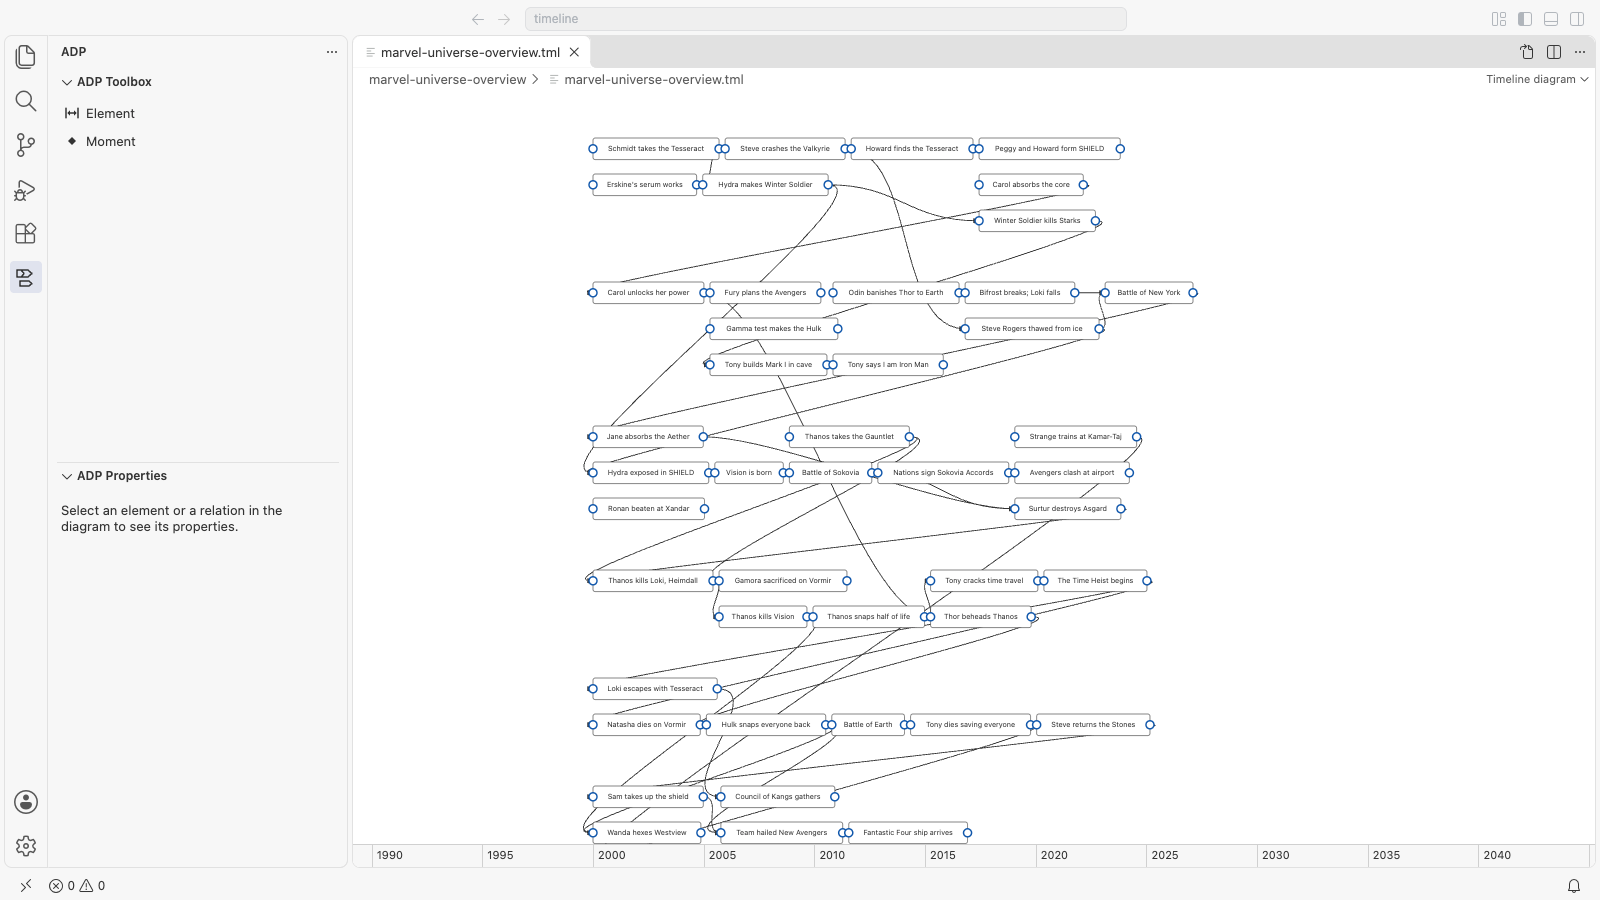 timeline
ADP
ADP Toolbox
Element
Moment
ADP Properties
Select an element or a relation in the
diagram to see its properties.
marvel-universe-overview.tml
marvel-universe-overview
marvel-universe-overview.tml
Timeline diagram
Schmidt takes the Tesseract
Steve crashes the Valkyrie
Howard finds the Tesseract
Peggy and Howard form SHIELD
Erskine's serum works
Hydra makes Winter Soldier
Carol absorbs the core
Winter Soldier kills Starks
Carol unlocks her power
Fury plans the Avengers
Odin banishes Thor to Earth
Bifrost breaks; Loki falls
Battle of New York
Gamma test makes the Hulk
Steve Rogers thawed from ice
Tony builds Mark I in cave
Tony says I am Iron Man
Jane absorbs the Aether
Thanos takes the Gauntlet
Strange trains at Kamar-Taj
Hydra exposed in SHIELD
Vision is born
Battle of Sokovia
Nations sign Sokovia Accords
Avengers clash at airport
Ronan beaten at Xandar
Surtur destroys Asgard
Thanos kills Loki, Heimdall
Gamora sacrificed on Vormir
Tony cracks time travel
The Time Heist begins
Thanos kills Vision
Thanos snaps half of life
Thor beheads Thanos
Loki escapes with Tesseract
Natasha dies on Vormir
Hulk snaps everyone back
Battle of Earth
Tony dies saving everyone
Steve returns the Stones
Sam takes up the shield
Council of Kangs gathers
Wanda hexes Westview
Team hailed New Avengers
Fantastic Four ship arrives
1990
1995
2000
2005
2010
2015
2020
2025
2030
2035
2040
0
0